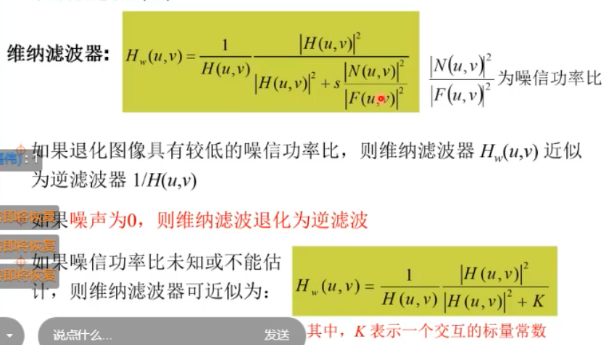 维纳滤波器: H_w(u,v) = \frac{1}{H(u,v)} \frac{|H(u,v)|^2}{|H(u,v)|^2 + s\frac{|N(u,v)|^2}{|F(u,v)|^2}} \frac{|N(u,v)|^2}{|F(u,v)|^2} 为噪信功率比
如果退化图像具有较低的噪信功率比，则维纳滤波器 H_w(u,v) 近似
为逆滤波器 1/H(u,v)
如果噪声为0，则维纳滤波退化为逆滤波
如果噪信功率比未知或不能估
计，则维纳滤波器可近似为: H_w(u,v) = \frac{1}{H(u,v)} \frac{|H(u,v)|^2}{|H(u,v)|^2 + K}
说点什么... 发送
其中，K 表示一个交互的标量常数